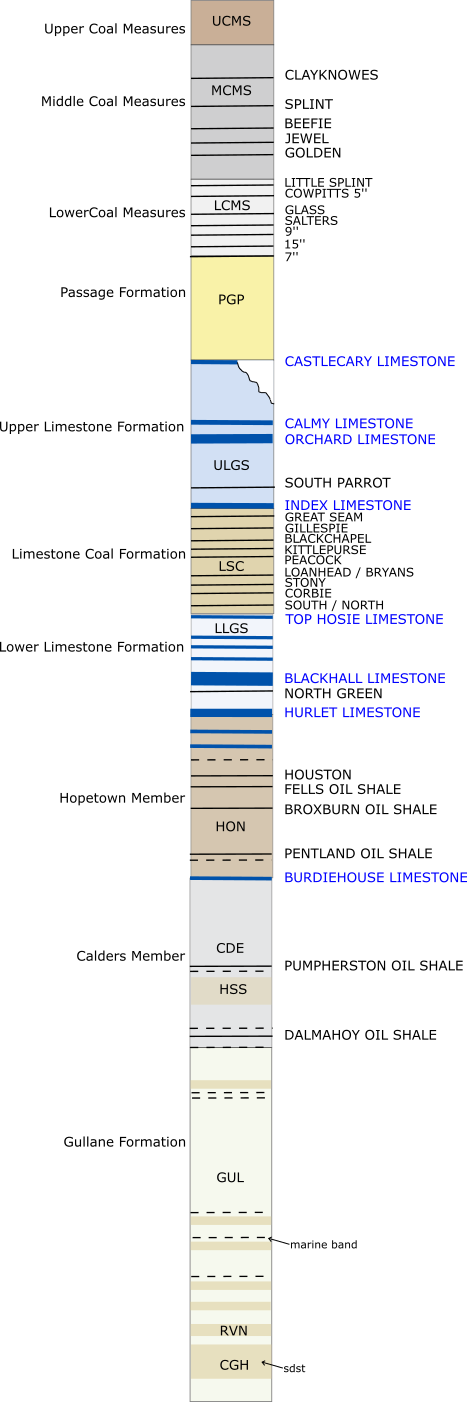 UCMS
Upper Coal Measures
CLAYKNOWES
MCMS
Middle Coal Measures
SPLINT
BEEFIE
JEWEL
GOLDEN
LITTLE SPLINT
COWPITTS 5''
LCMS
GLASS
LowerCoal Measures
SALTERS
9''
15''
7''
Passage Formation
PGP
CASTLECARY LIMESTONE
CALMY LIMESTONE
Upper Limestone Formation
ORCHARD LIMESTONE
ULGS
SOUTH PARROT
INDEX LIMESTONE
GREAT SEAM
GILLESPIE
BLACKCHAPEL
KITTLEPURSE
Limestone Coal Formation
PEACOCK
LSC
LOANHEAD / BRYANS
STONY
CORBIE
SOUTH / NORTH
TOP HOSIE LIMESTONE
LLGS
Lower Limestone Formation
BLACKHALL LIMESTONE
NORTH GREEN
HURLET LIMESTONE
HOUSTON
FELLS OIL SHALE
Hopetown Member
BROXBURN OIL SHALE
HON
PENTLAND OIL SHALE
BURDIEHOUSE LIMESTONE
CDE
Calders Member
PUMPHERSTON OIL SHALE
HSS
DALMAHOY OIL SHALE
Gullane Formation
GUL
marine band
RVN
CGH
sdst